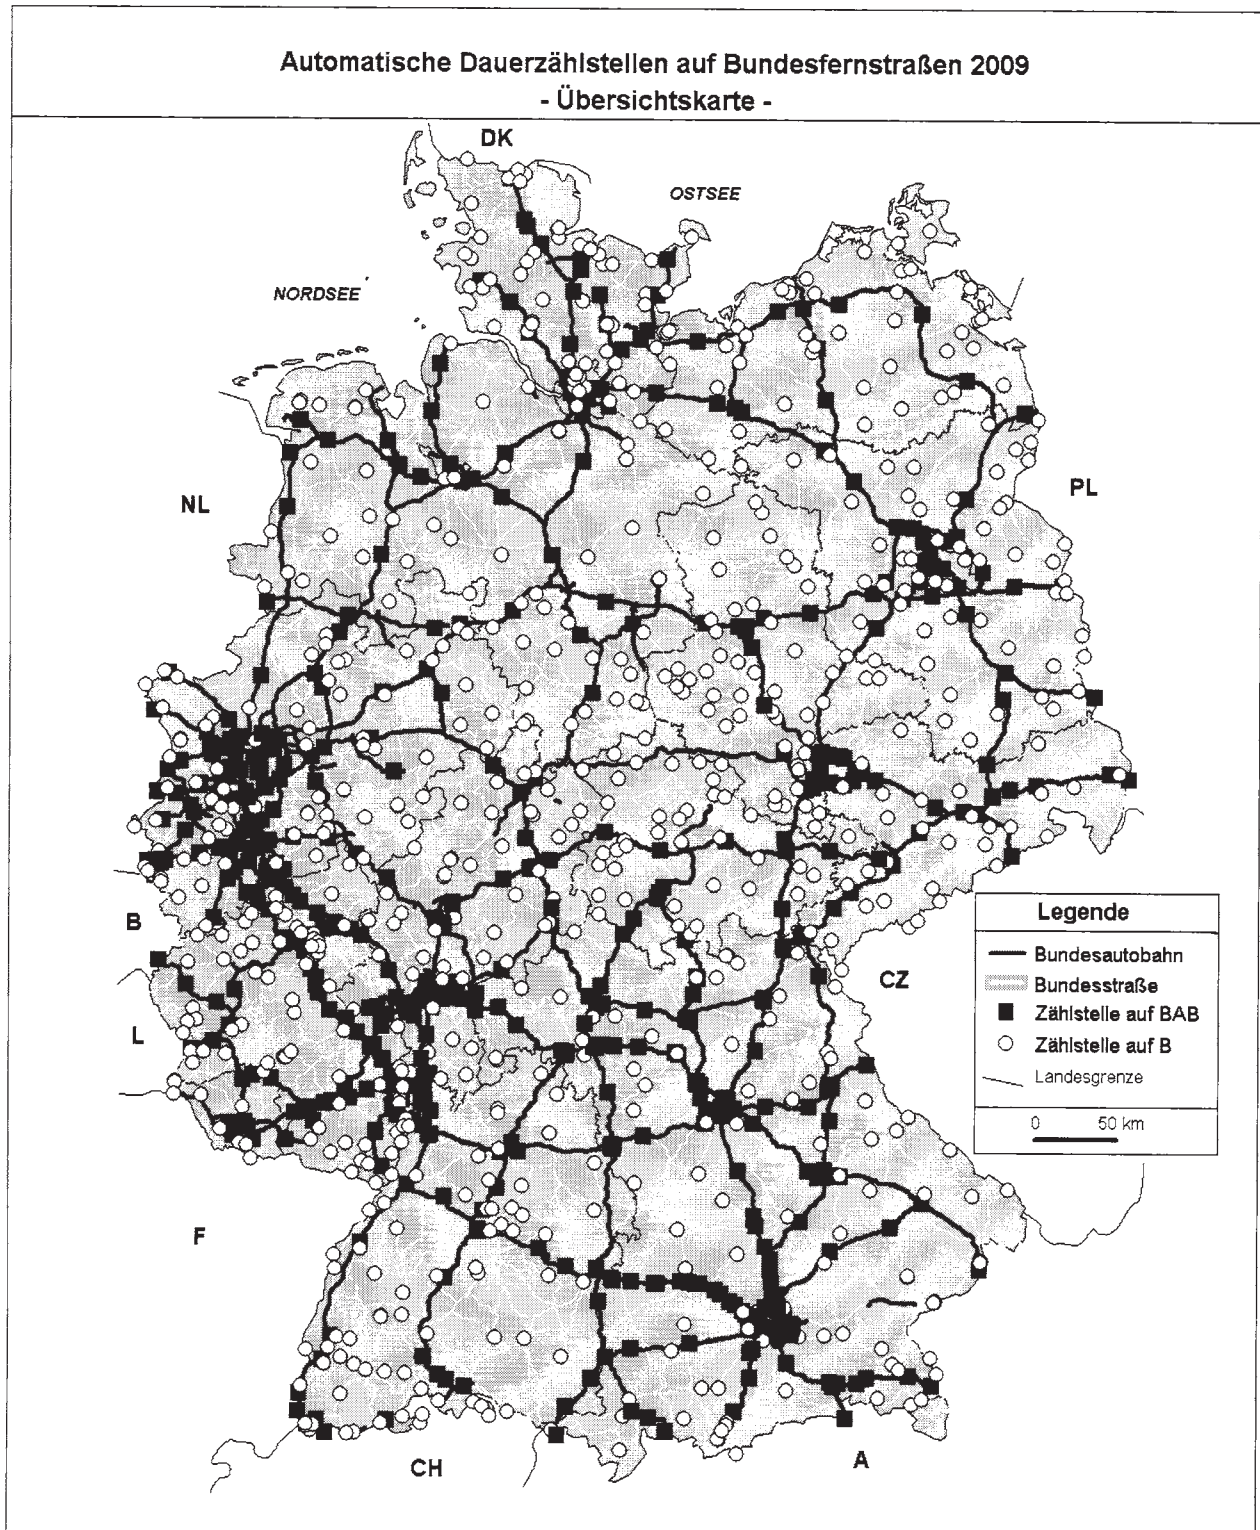 Automatische Dauerzählstellen auf Bundesfernstraßen 2009
- Übersichtskarte -
DK
OSTSEE
NORDSEE
NL
PL
B
L
CZ
F
CH
A
Legende
Bundesautobahn
Bundesstraße
Zählstelle auf BAB
Zählstelle auf B
Landesgrenze
0 50 km